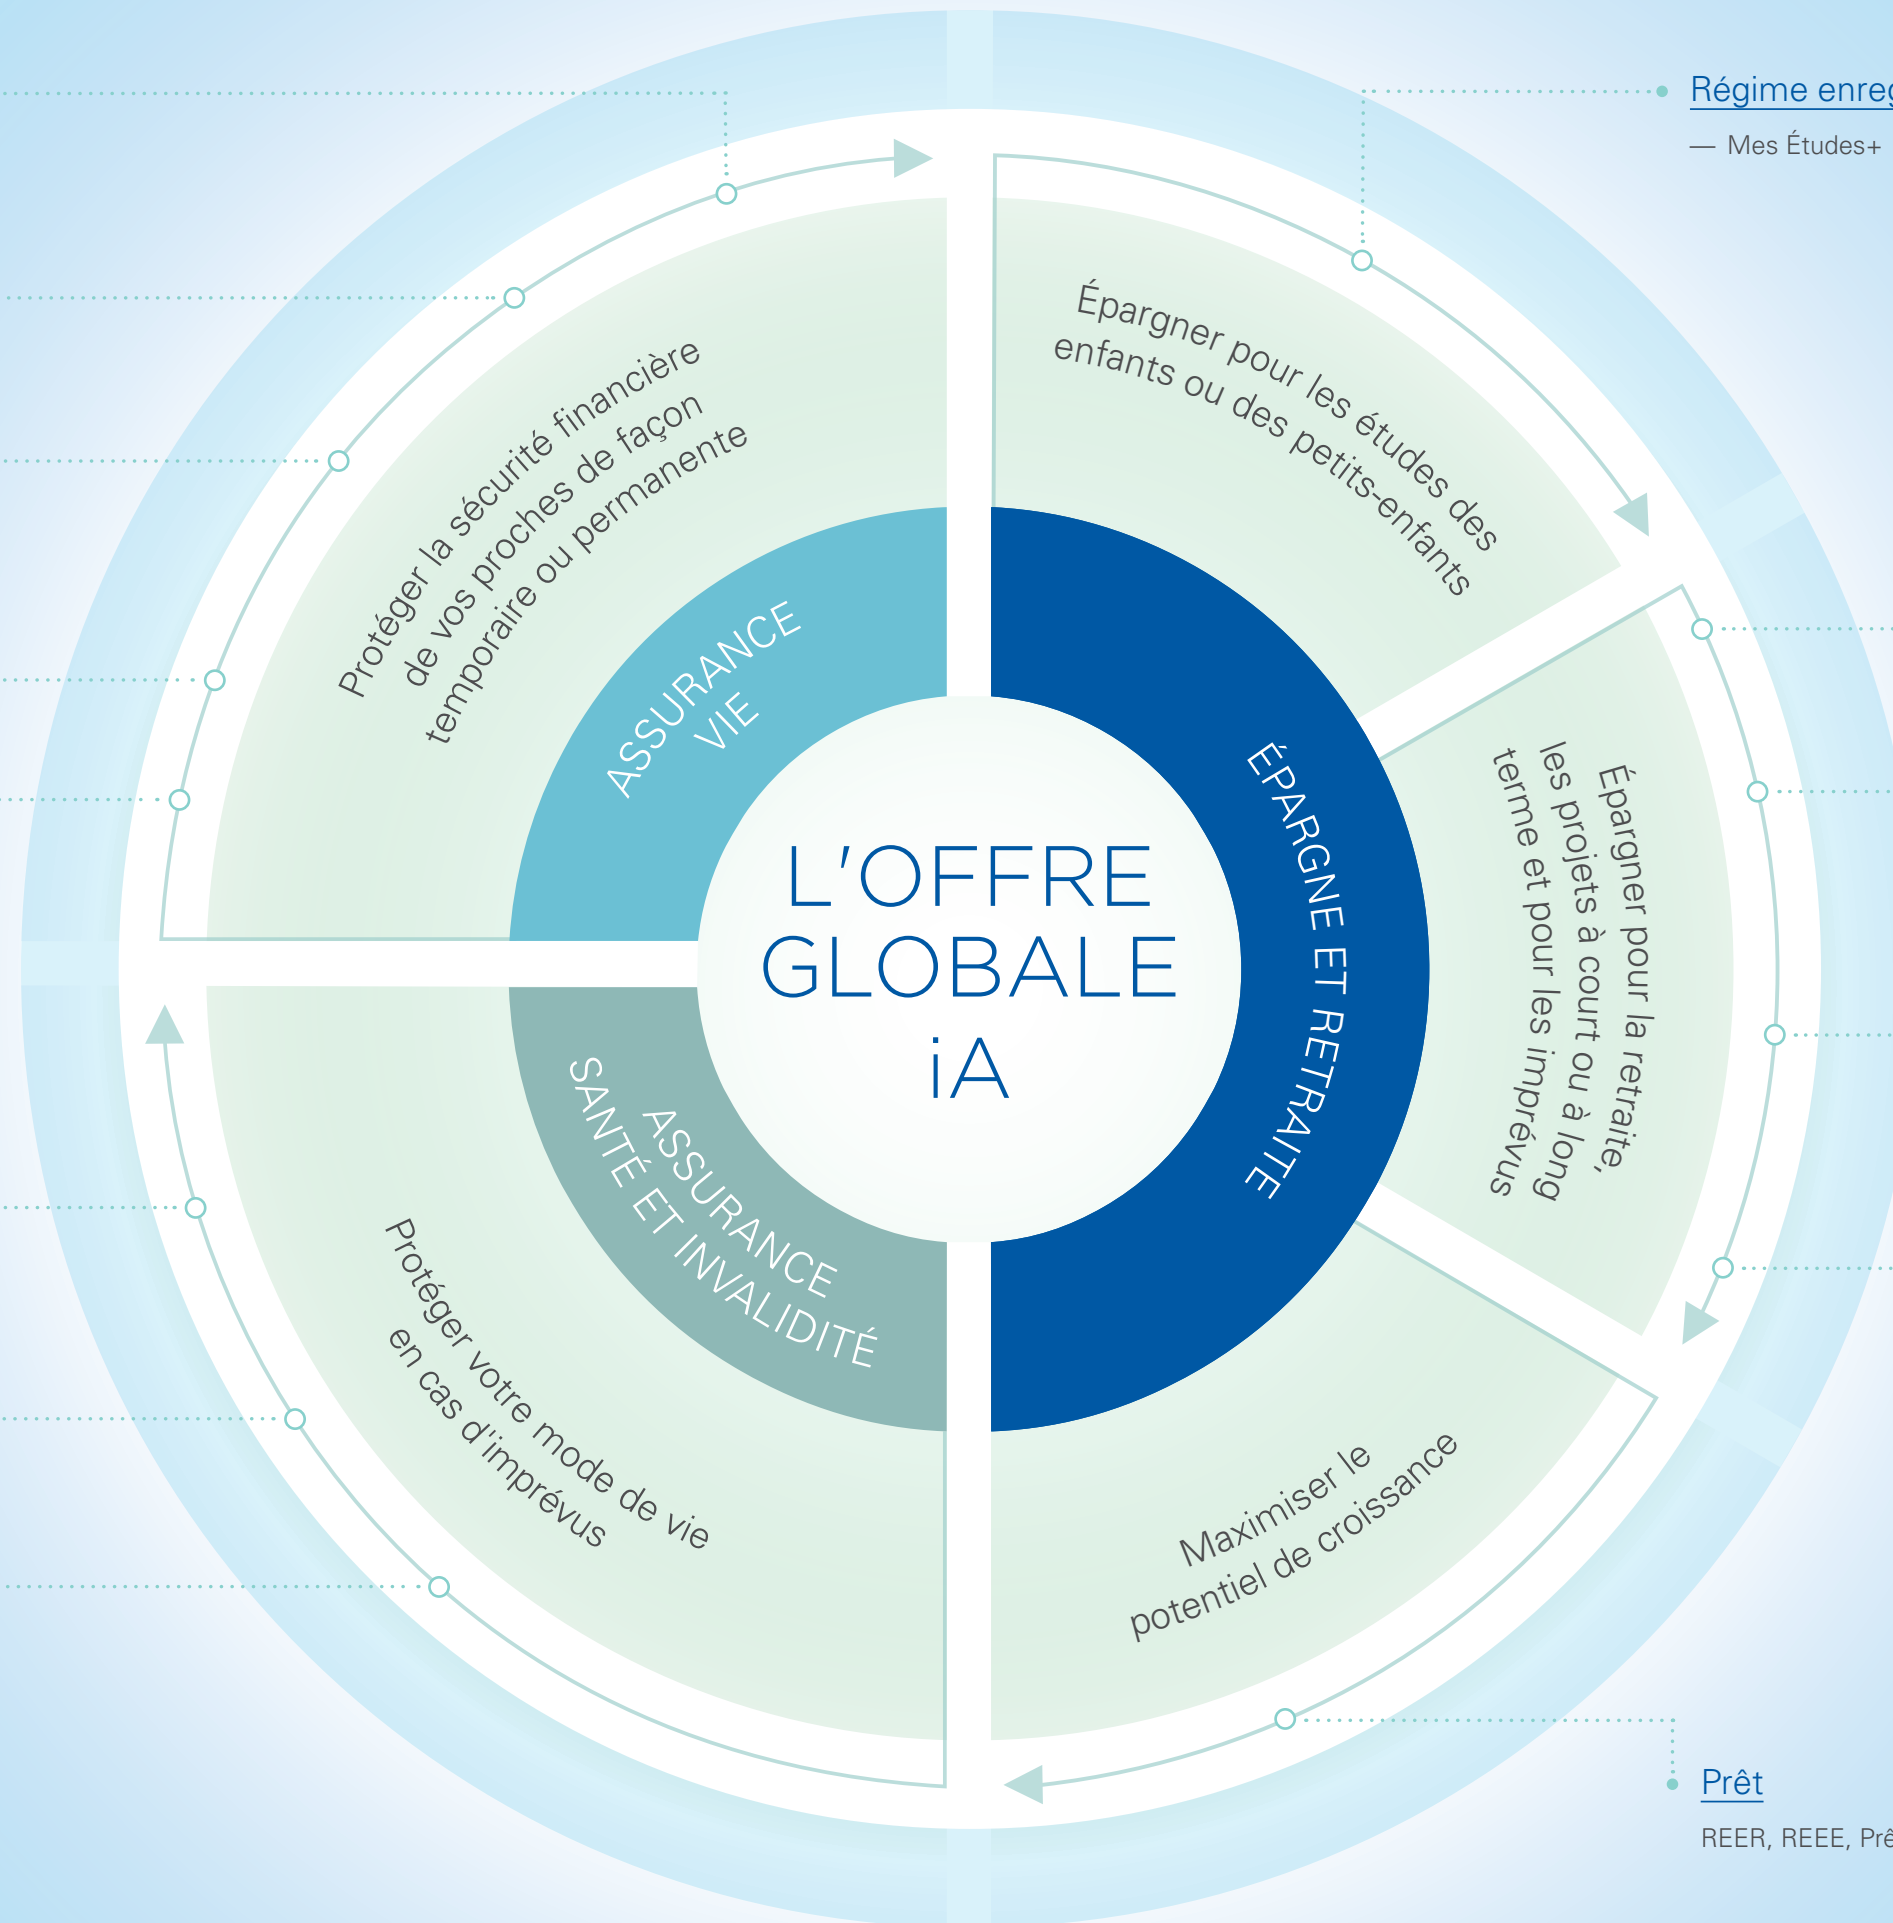 L'OFFRE
GLOBALE
iA
ASSURANCE
VIE
Protéger la sécurité financière
de vos proches de façon
temporaire ou permanente
ÉPARGNE ET RETRAITE
Épargner pour les études des
enfants ou des petits-enfants
Régime
— Mes Études+
Épargner pour la retraite,
les projets à court ou à long
terme et pour les imprévus
Maximiser le
potentiel de croissance
Prêt
REER, REEE,
ASSURANCE
SANTÉ ET INVALIDITÉ
Protéger votre mode de vie
en cas d'imprévus